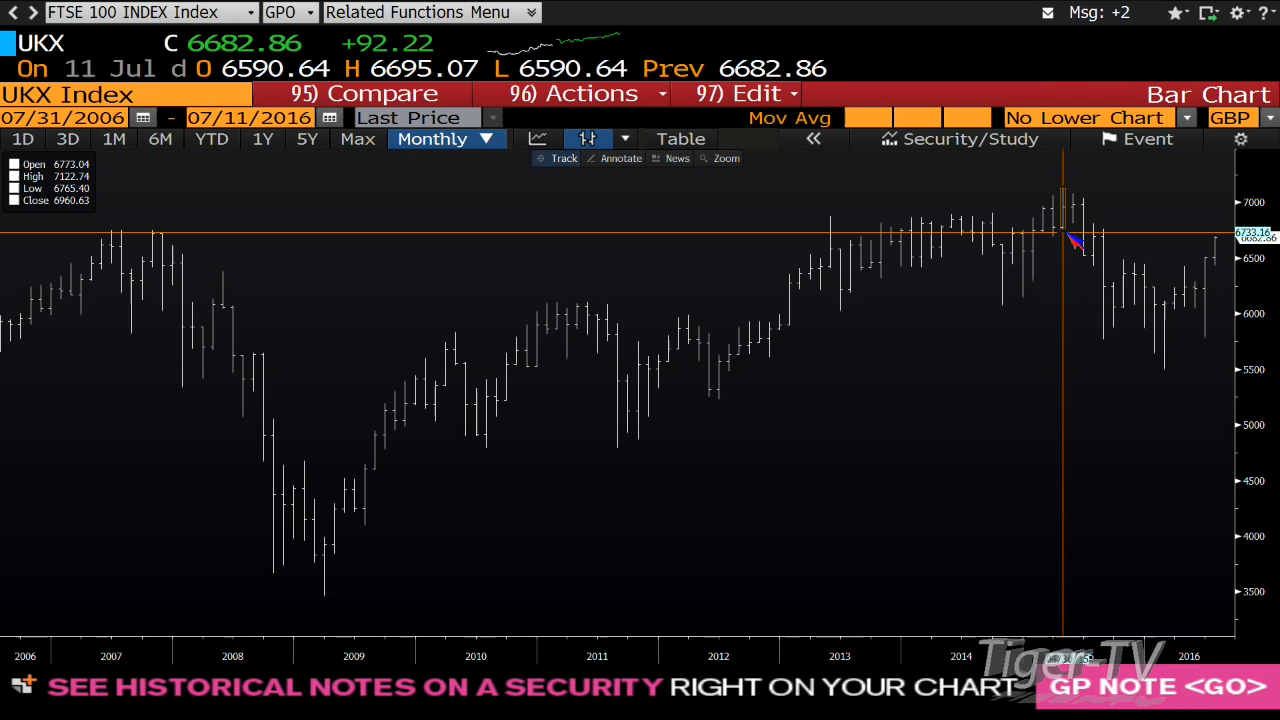 FTSE 100 INDEX Index GPO Related Functions Menu Msg: +2 ?
UKX C 6682.86 +92.22
On 11 Jul d O 6590.64 H 6695.07 L 6590.64 Prev 6682.86
UKX Index 95) Compare 96) Actions 97) Edit Bar Chart
07/31/2006 - 07/11/2016 Last Price Mov Avg No Lower Chart GBP
1D 3D 1M 6M YTD 1Y 5Y Max Monthly ▼ Table « Security/Study Event
Track Annotate News Zoom
Open 6773.04
High 7122.74
Low 6765.40
Close 6960.63
7000
6733.16
6682.86
6500
6000
5500
5000
4500
4000
3500
2006 2007 2008 2009 2010 2011 2012 2013 2014 2016
Tiger-TV
SEE HISTORICAL NOTES ON A SECURITY RIGHT ON YOUR CHART GP NOTE <GO>